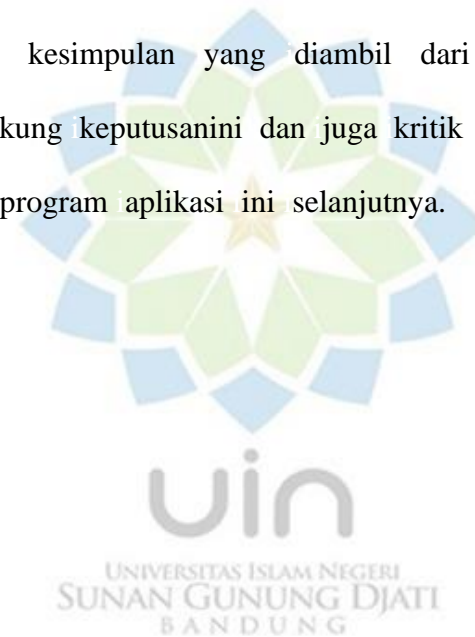 kesimpulan yang diambil dari
kung keputusanini dan juga kritik
program aplikasi ini selanjutnya.
uin
UNIVERSITAS ISLAM NEGERI
SUNAN GUNUNG DJATI
BANDUNG